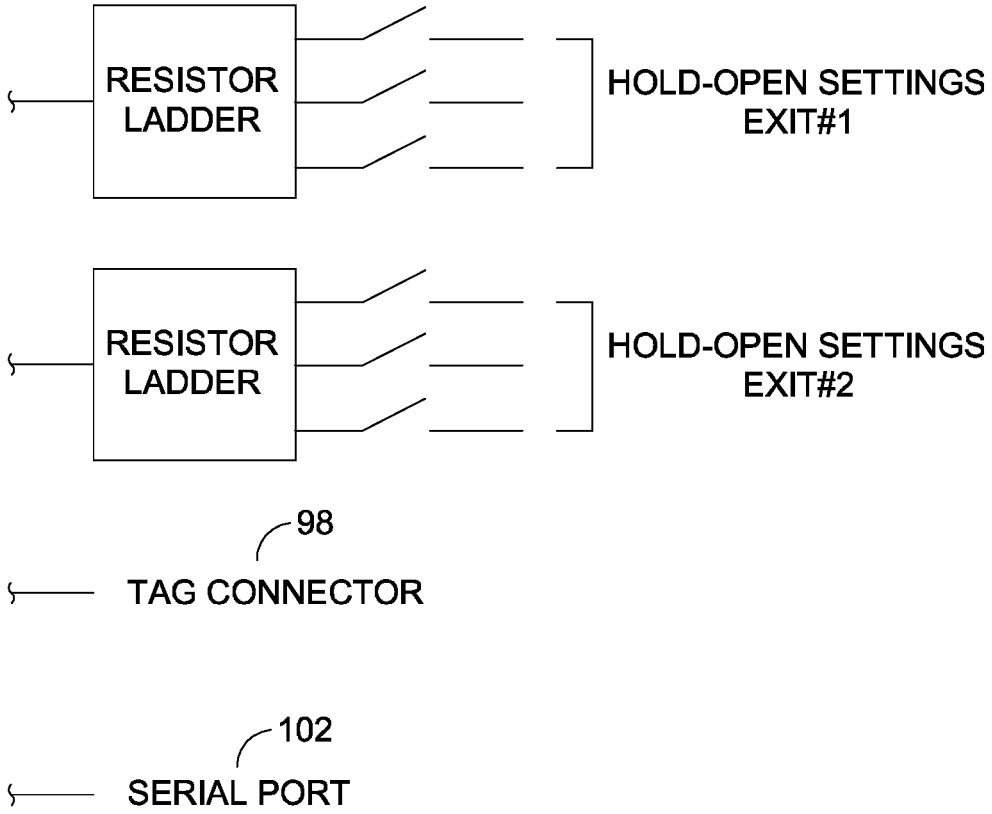 RESISTOR
LADDER
HOLD-OPEN SETTINGS
EXIT#1
RESISTOR
LADDER
HOLD-OPEN SETTINGS
EXIT#2
98
TAG CONNECTOR
102
SERIAL PORT